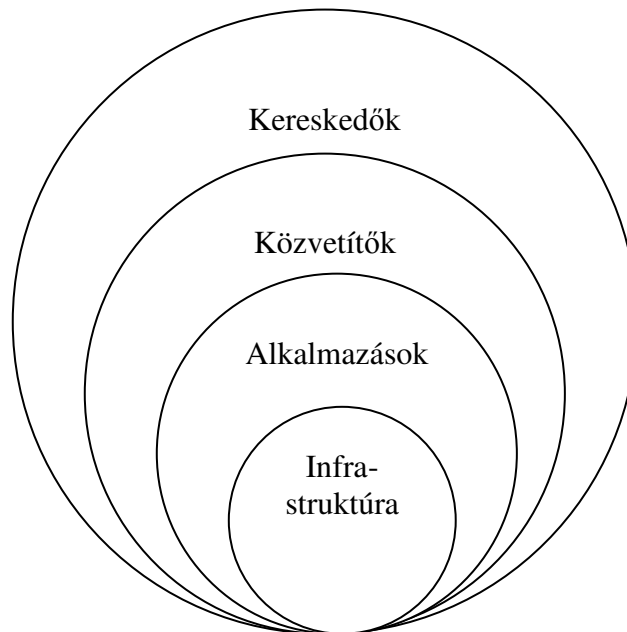 Kereskedők
Közvetítők
Alkalmazások
Infra-
struktúra